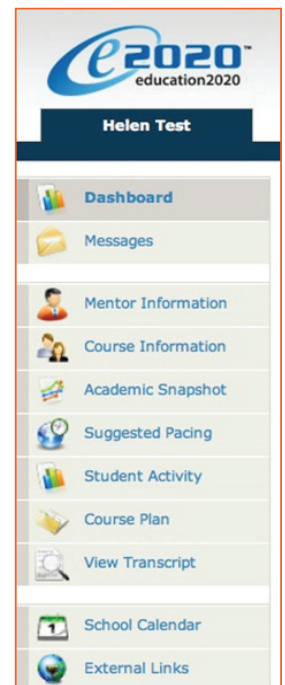 e2020™
education2020
Helen Test
Dashboard
Messages
Mentor Information
Course Information
Academic Snapshot
Suggested Pacing
Student Activity
Course Plan
View Transcript
1
School Calendar
External Links